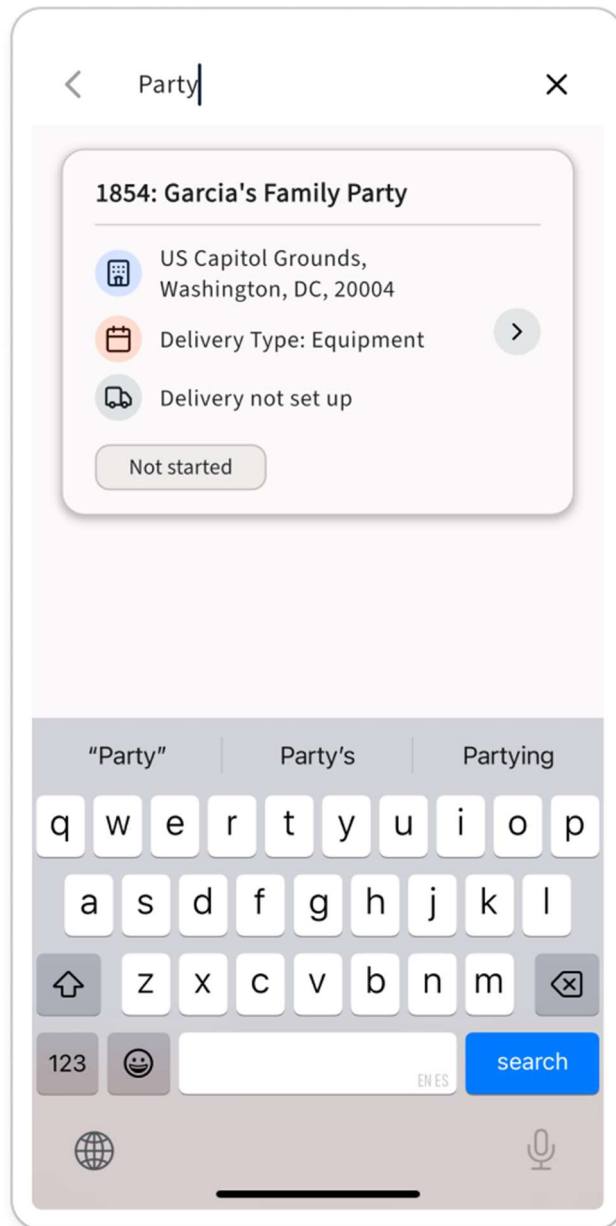 Party
1854: Garcia's Family Party
US Capitol Grounds,
Washington, DC, 20004
Delivery Type: Equipment
Delivery not set up
Not started
“Party” Party’s Partying
q w e r t y u i o p
a s d f g h j k l
z x c v b n m
123 EN ES search